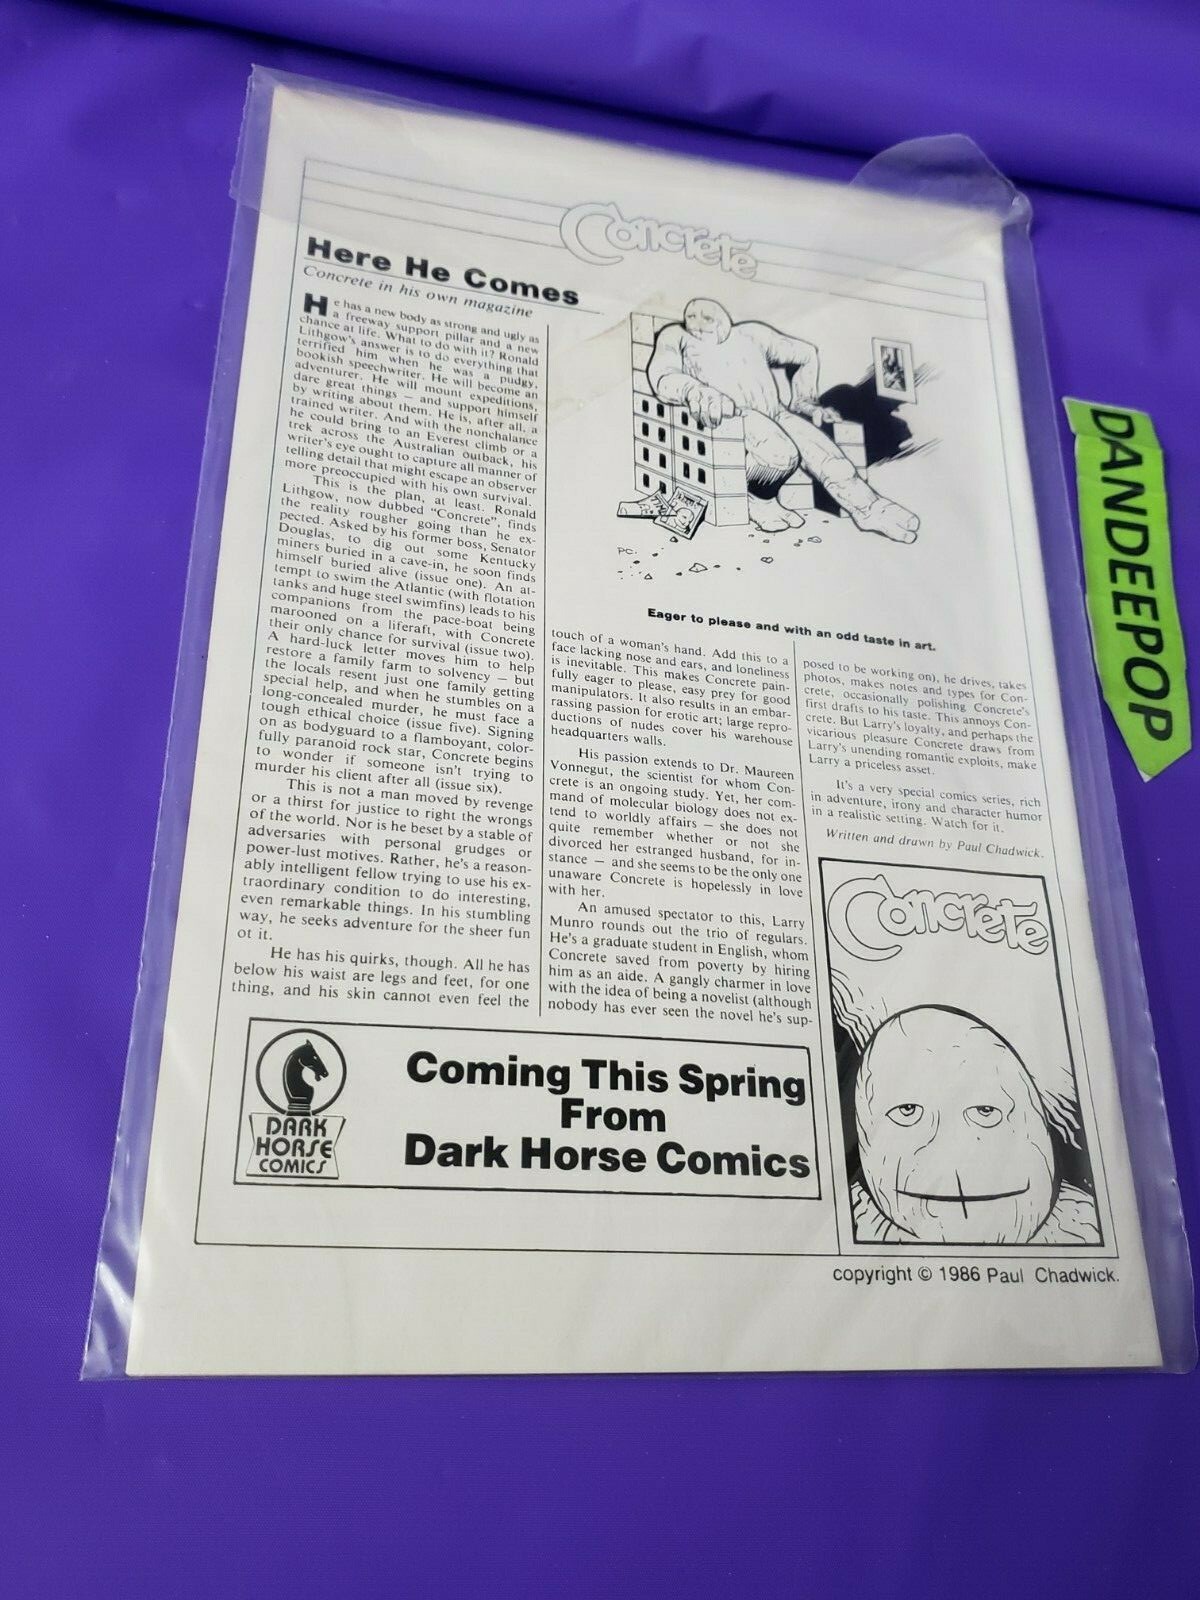 Concrete
Here He Comes
Concrete in his own magazine
He has a new body as strong and ugly as
a freeway support pillar and a new
chance at life. What to do with it? Ronald
Lithgow's answer is to do everything that
terrified him when he was a pudgy,
bookish speechwriter. He will become an
adventurer. He will mount expeditions,
dare great things — and support himself
by writing about them. He is, after all, a
trained writer. And with the nonchalance
he could bring to an Everest climb or a
trek across the Australian outback, his
writer's eye ought to capture all manner of
telling detail that might escape an observer
more preoccupied with his own survival.
This is the plan, at least. Ronald
Lithgow, now dubbed "Concrete", finds
the reality rougher going than he ex-
pected. Asked by his former boss, Senator
Douglas, to dig out some Kentucky
miners buried in a cave-in, he soon finds
himself buried alive (issue one). An at-
tempt to swim the Atlantic (with flotation
tanks and huge steel swimfins) leads to his
companions from the pace-boat being
marooned on a liferaft, with Concrete
their only chance for survival (issue two).
A hard-luck letter moves him to help
restore a family farm to solvency — but
the locals resent just one family getting
special help, and when he stumbles on a
long-concealed murder, he must face a
tough ethical choice (issue five). Signing
on as bodyguard to a flamboyant, color-
fully paranoid rock star, Concrete begins
to wonder if someone isn't trying to
murder his client after all (issue six).
This is not a man moved by revenge
or a thirst for justice to right the wrongs
of the world. Nor is he beset by a stable of
adversaries with personal grudges or
power-lust motives. Rather, he's a reason-
ably intelligent fellow trying to use his ex-
traordinary condition to do interesting,
even remarkable things. In his stumbling
way, he seeks adventure for the sheer fun
ot it.
He has his quirks, though. All he has
below his waist are legs and feet, for one
thing, and his skin cannot even feel the
PC.
Eager to please and with an odd taste in art.
touch of a woman's hand. Add this to a
face lacking nose and ears, and loneliness
is inevitable. This makes Concrete pain-
fully eager to please, easy prey for good
manipulators. It also results in an embar-
rassing passion for erotic art; large repro-
ductions of nudes cover his warehouse
headquarters walls.
His passion extends to Dr. Maureen
Vonnegut, the scientist for whom Con-
crete is an ongoing study. Yet, her com-
mand of molecular biology does not ex-
tend to worldly affairs — she does not
quite remember whether or not she
divorced her estranged husband, for in-
stance — and she seems to be the only one
unaware Concrete is hopelessly in love
with her.
An amused spectator to this, Larry
Munro rounds out the trio of regulars.
He's a graduate student in English, whom
Concrete saved from poverty by hiring
him as an aide. A gangly charmer in love
with the idea of being a novelist (although
nobody has ever seen the novel he's sup-
posed to be working on), he drives, takes
photos, makes notes and types for Con-
crete, occasionally polishing Concrete's
first drafts to his taste. This annoys Con-
crete. But Larry's loyalty, and perhaps the
vicarious pleasure Concrete draws from
Larry's unending romantic exploits, make
Larry a priceless asset.
It's a very special comics series, rich
in adventure, irony and character humor
in a realistic setting. Watch for it.
Written and drawn by Paul Chadwick.
Concrete
DARK
HORSE
COMICS
Coming This Spring
From
Dark Horse Comics
copyright © 1986 Paul Chadwick.
DANDEEPOP